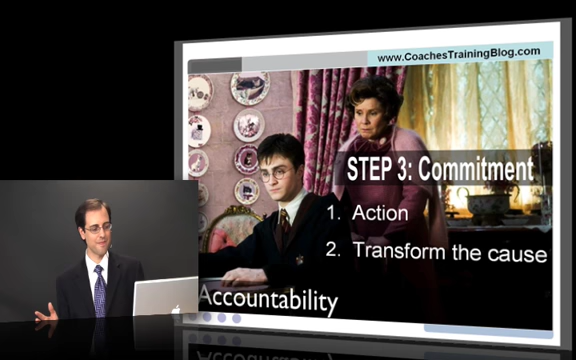 www.CoachesTrainingBlog.com
STEP 3: Commitment
1. Action
2. Transform the cause
Accountability